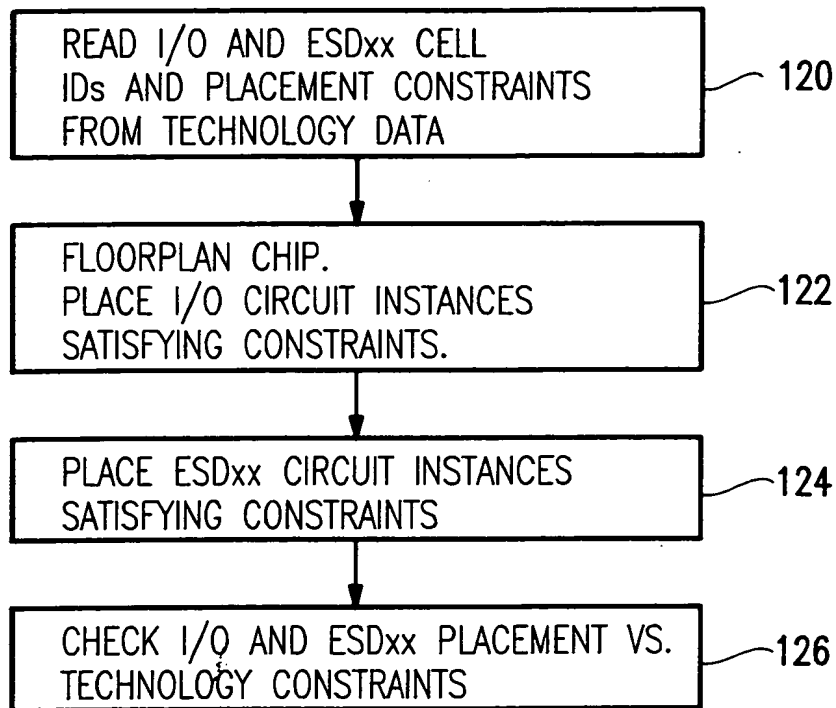 READ I/O AND ESDxx CELL
IDs AND PLACEMENT CONSTRAINTS
FROM TECHNOLOGY DATA
120
FLOORPLAN CHIP.
PLACE I/O CIRCUIT INSTANCES
SATISFYING CONSTRAINTS.
122
PLACE ESDxx CIRCUIT INSTANCES
SATISFYING CONSTRAINTS
124
CHECK I/O AND ESDxx PLACEMENT VS.
TECHNOLOGY CONSTRAINTS
126